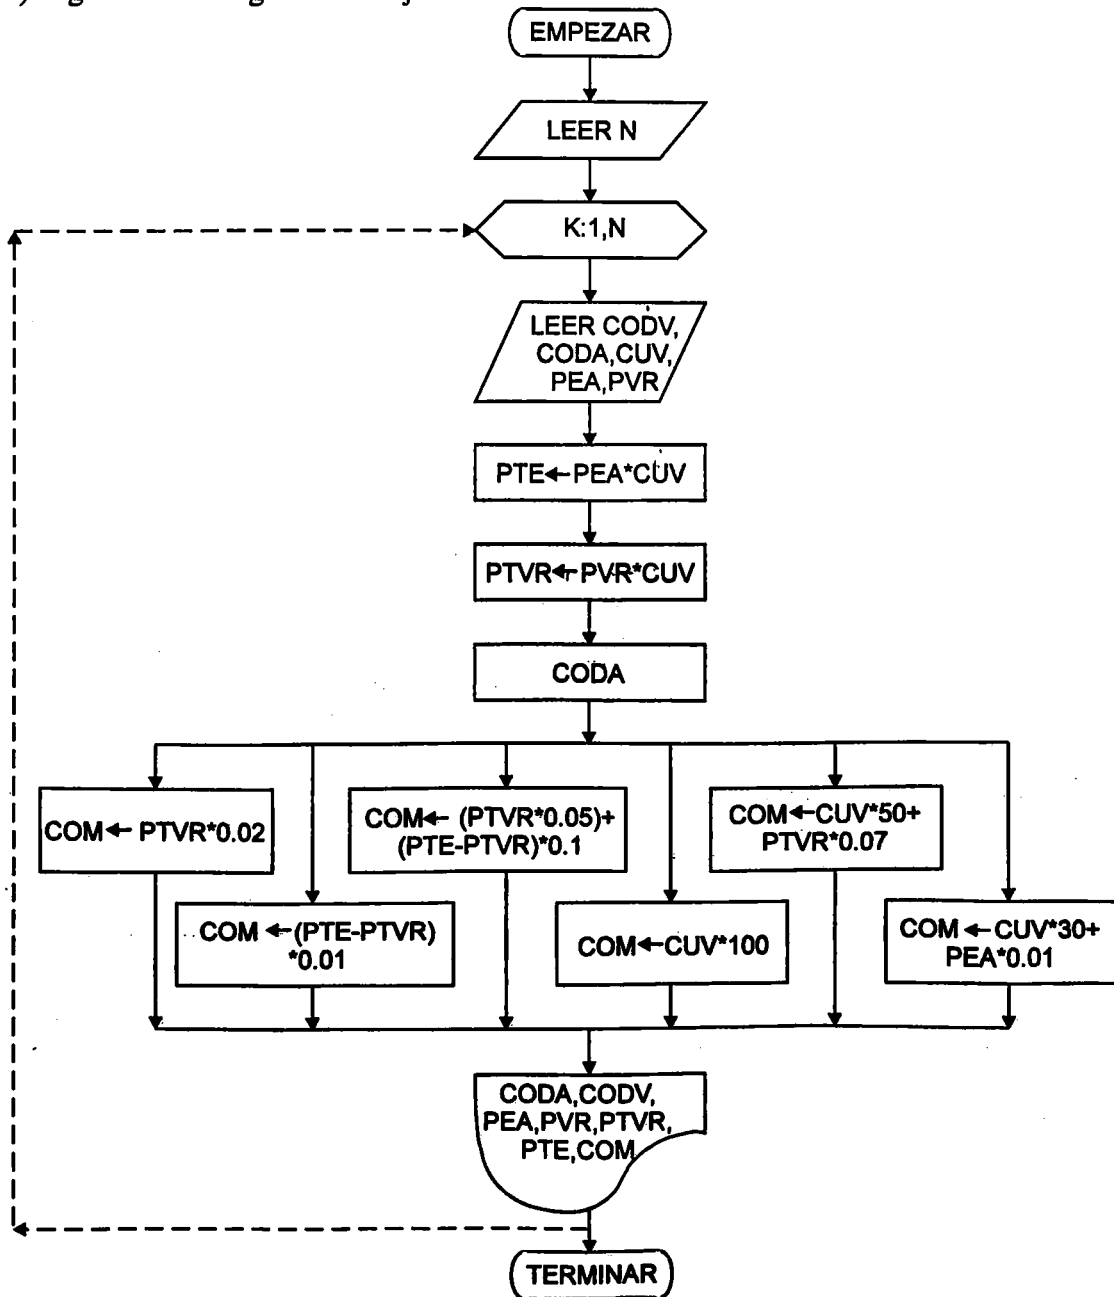 EMPEZAR
LEER N
K:1,N
LEER CODV,
CODA,CUV,
PEA,PVR
PTE←PEA*CUV
PTVR←PVR*CUV
CODA
COM← PTVR*0.02
COM←(PTE-PTVR)
*0.01
COM← (PTVR*0.05)+
(PTE-PTVR)*0.1
COM←CUV*100
COM←CUV*50+
PTVR*0.07
COM←CUV*30+
PEA*0.01
CODA,CODV,
PEA,PVR,PTVR,
PTE,COM
TERMINAR